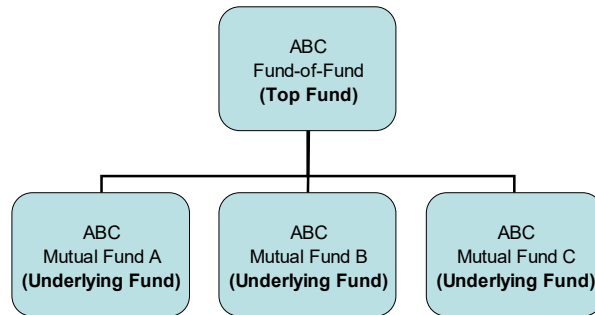 ABC
Fund-of-Fund
(Top Fund)
ABC
Mutual Fund A
(Underlying Fund)
ABC
Mutual Fund B
(Underlying Fund)
ABC
Mutual Fund C
(Underlying Fund)